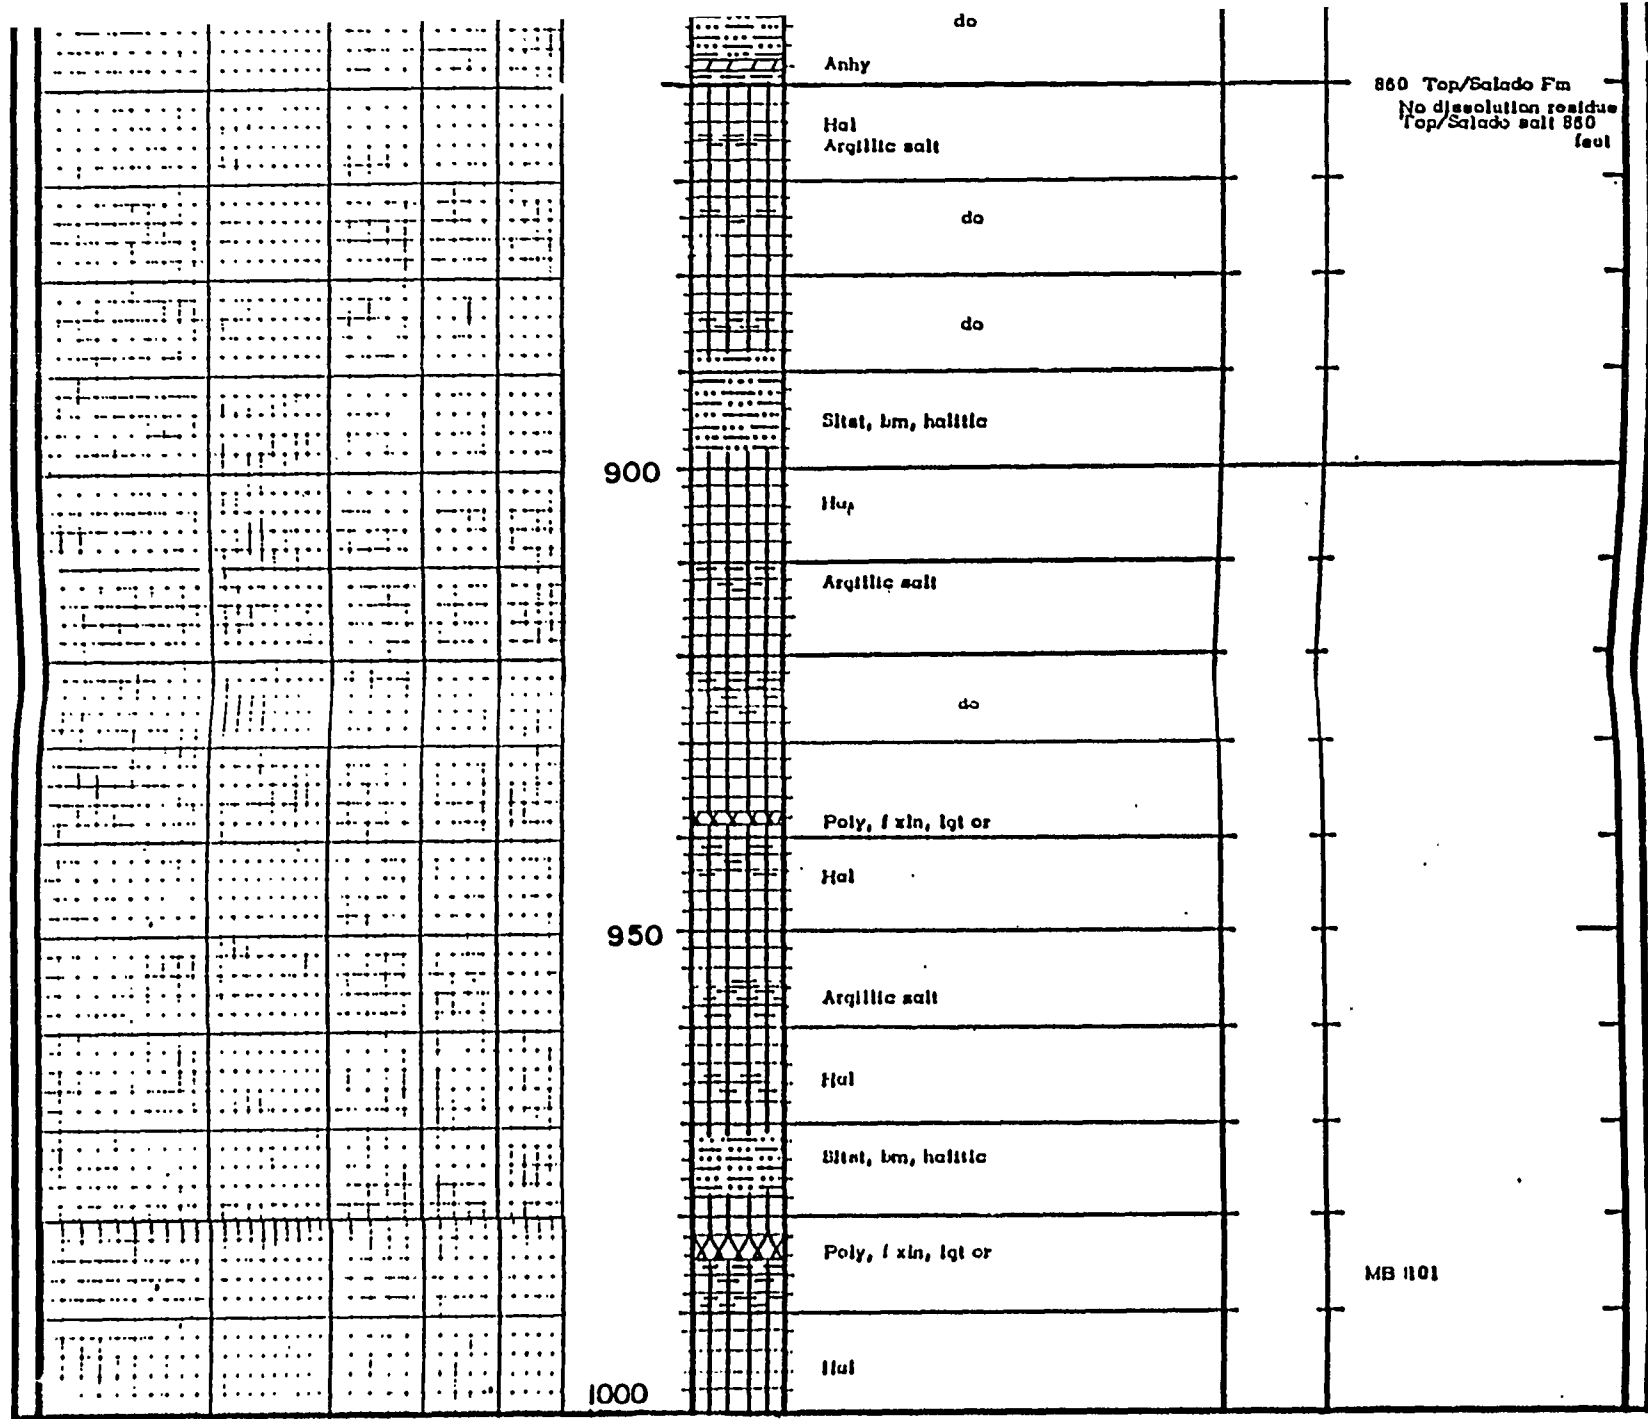 do
Anhy
860 Top/Salado Fm
No dissolution residue
Top/Salado salt 860
feet
Hal
Argillic salt
do
do
Sltst, brn, halitic
900
Hal
Argillic salt
do
Poly, f xln, lgt or
Hal
950
Argillic salt
Hal
Sltst, brn, halitic
Poly, f xln, lgt or
MB 101
Hal
1000